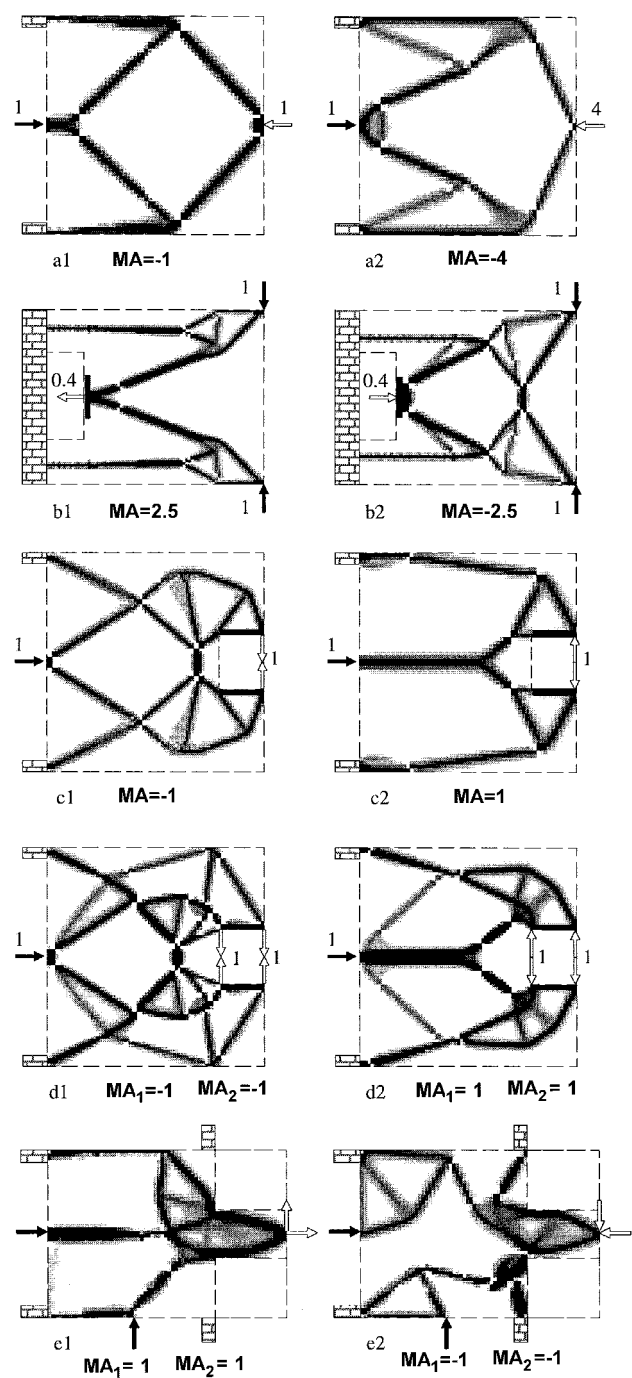 1 1 1 4
a1 MA=-1 a2 MA=-4
1 1
0.4 0.4
1 1
b1 MA=2.5 b2 MA=-2.5
1 1 1 1
c1 MA=-1 c2 MA=1
1 1 1 1 1 1
d1 MA₁=-1 MA₂=-1 d2 MA₁= 1 MA₂= 1
e1 e2
MA₁= 1 MA₂= 1 MA₁=-1 MA₂=-1